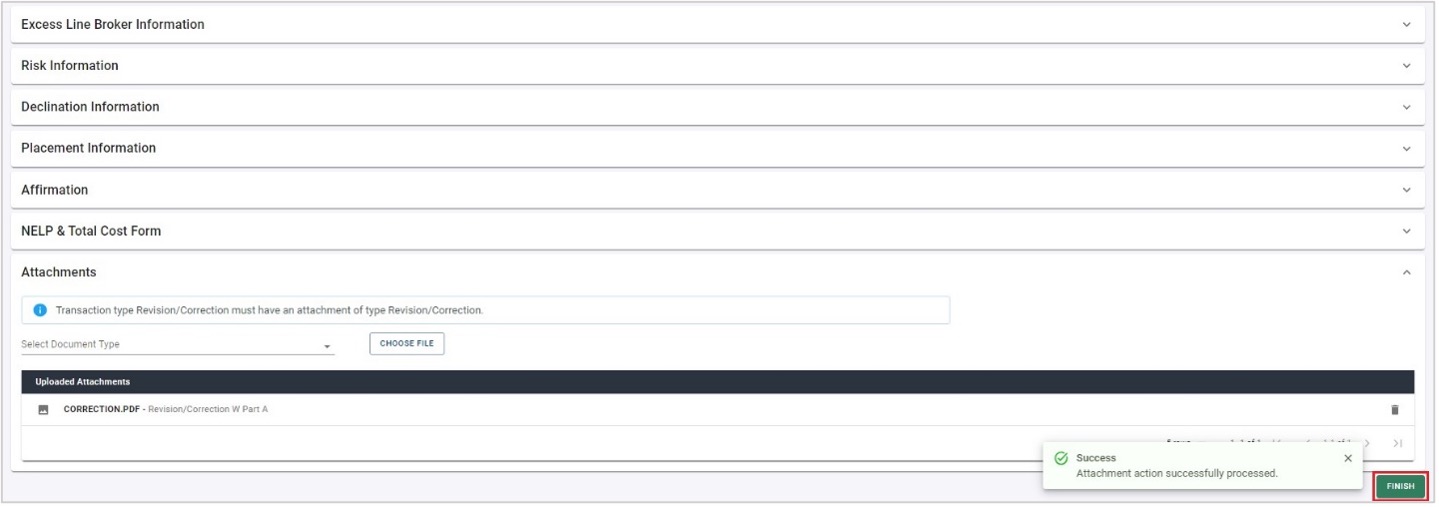 Excess Line Broker Information
Risk Information
Declination Information
Placement Information
Affirmation
NELP & Total Cost Form
Attachments
Transaction type Revision/Correction must have an attachment of type Revision/Correction.
Select Document Type
CHOOSE FILE
Uploaded Attachments
CORRECTION.PDF - Revision/Correction W Part A
Success
Attachment action successfully processed.
FINISH